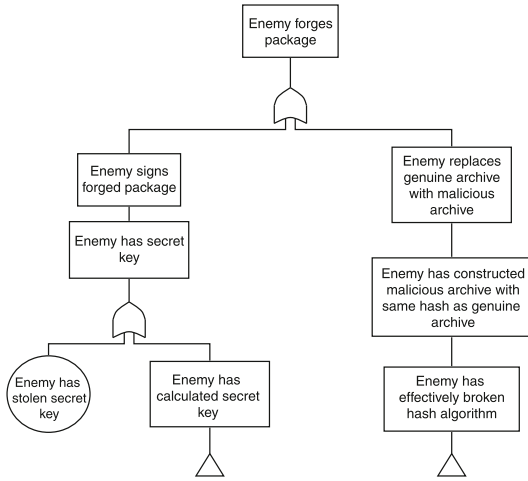 Enemy forges
package
Enemy signs
forged package
Enemy replaces
genuine archive
with malicious
archive
Enemy has secret
key
Enemy has constructed
malicious archive with
same hash as genuine
archive
Enemy has
stolen secret
key
Enemy has
calculated secret
key
Enemy has
effectively broken
hash algorithm